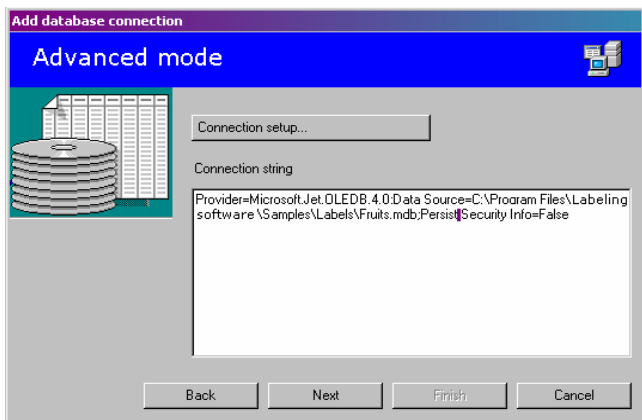 Add database connection
Advanced mode
Connection setup...
Connection string
Provider=Microsoft.Jet.OLEDB.4.0:Data Source=C:\Program Files\Labeling
software \Samples\Labels\Fruits.mdb;Persist Security Info=False
Back Next Finish Cancel